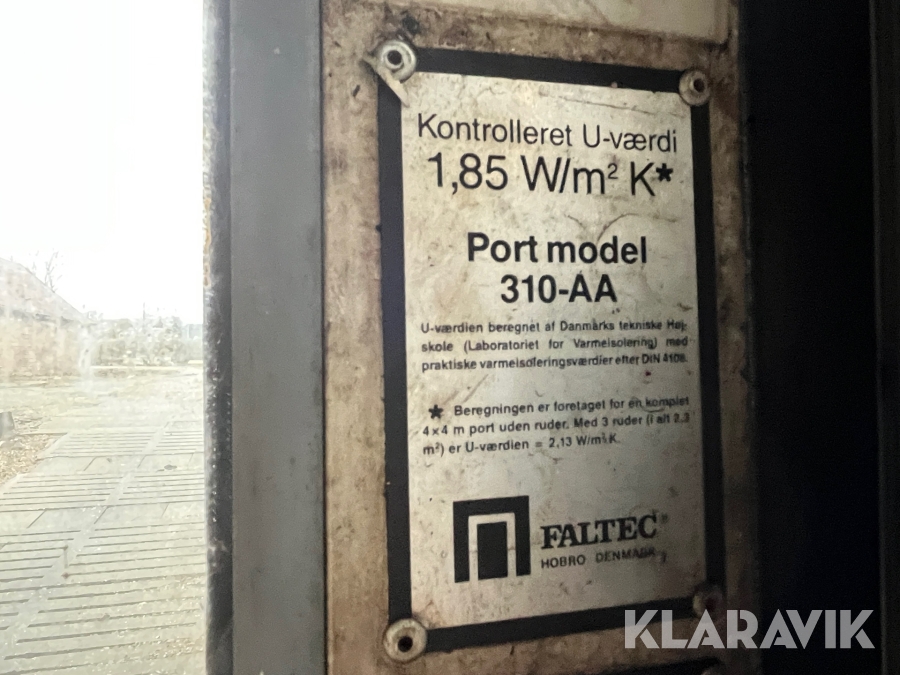 Kontrolleret U-værdi
1,85 W/m² K*
Port model
310-AA
U-værdien beregnet af Danmarks tekniske Høj-
skole (Laboratoriet for Varmeisolering) med
praktiske varmeisoleringsværdier efter DIN 4108.
* Beregningen er foretaget for en komplet
4×4 m port uden ruder. Med 3 ruder (i alt 2,3
m²) er U-værdien = 2,13 W/m².K.
FALTEC®
HOBRO DENMARK
KLARAVIK